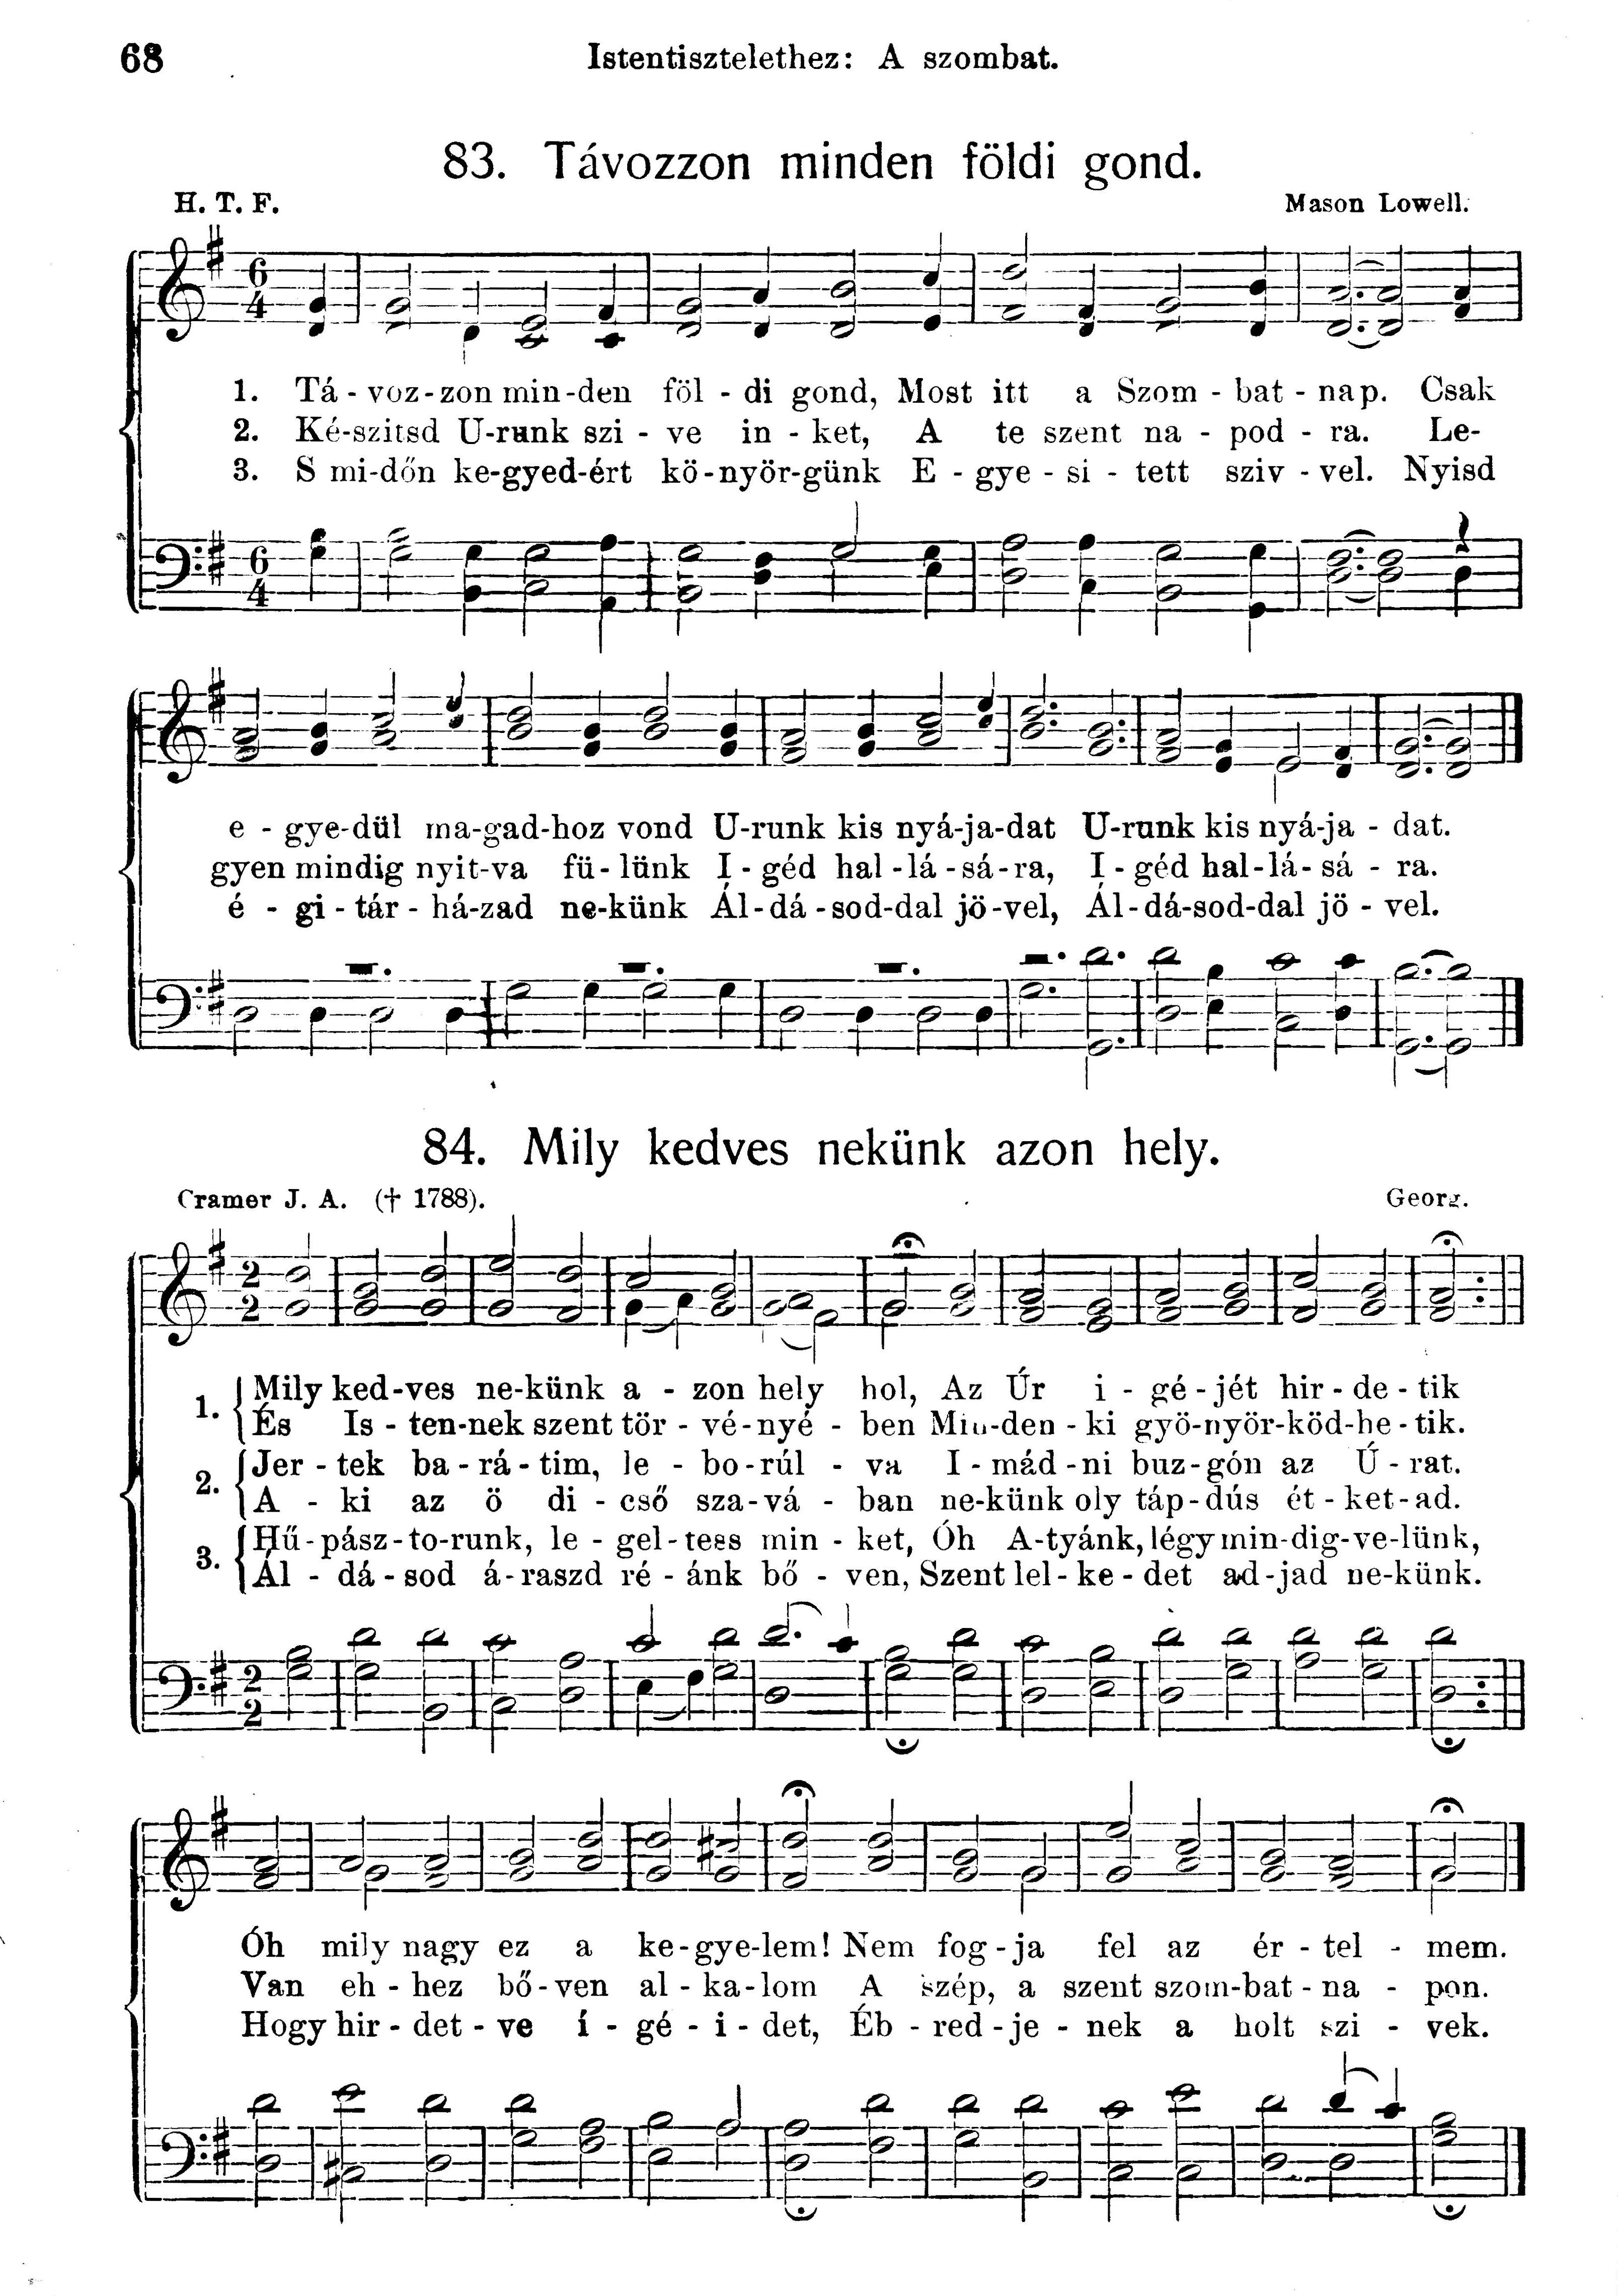 68
Istentisztelethez: A szombat.
83. Távozzon minden földi gond.
H. T. F.
Mason Lowell.
6
4
1. Tá - voz-zon min-den föl - di gond, Most itt a Szom - bat - nap. Csak
2. Ké-szitsd U-runk szi - ve in - ket, A te szent na - pod - ra. Le-
3. S mi-dőn ke-gyed-ért kö-nyör-günk E - gye - si - tett sziv - vel. Nyisd
6
4
e - gye-dül ma-gad-hoz vond U-runk kis nyá-ja-dat U-runk kis nyá-ja - dat.
gyen mindig nyit-va fü-lünk I - géd hal-lá-sá-ra, I - géd hal-lá- sá - ra.
é - gi - tár - há-zad ne-künk Ál-dá-sod-dal jö-vel, Ál-dá-sod-dal jö - vel.
84. Mily kedves nekünk azon hely.
Cramer J. A. († 1788).
Georg.
2
2
1. Mily ked-ves ne-künk a - zon hely hol, Az Úr i - gé-jét hir - de - tik
És Is - ten-nek szent tör - vé-nyé - ben Min-den - ki gyö-nyör-köd-he - tik.
2. Jer - tek ba - rá - tim, le - bo-rúl - va I - mád-ni buz-gón az Ú - rat.
A - ki az ö di - cső sza-vá - ban ne-künk oly táp-dús ét - ket-ad.
3. Hű-pász-to-runk, le - gel-tess min - ket, Óh A-tyánk, légy min-dig-ve-lünk,
Ál - dá - sod á-raszd ré - ánk bő - ven, Szent lel-ke - det ad-jad ne-künk.
2
2
Óh mily nagy ez a ke-gye-lem! Nem fog-ja fel az ér - tel - mem.
Van eh - hez bő-ven al - ka-lom A szép, a szent szom-bat - na - pon.
Hogy hir - det - ve í - gé - i - det, Éb - red - je - nek a holt szi - vek.